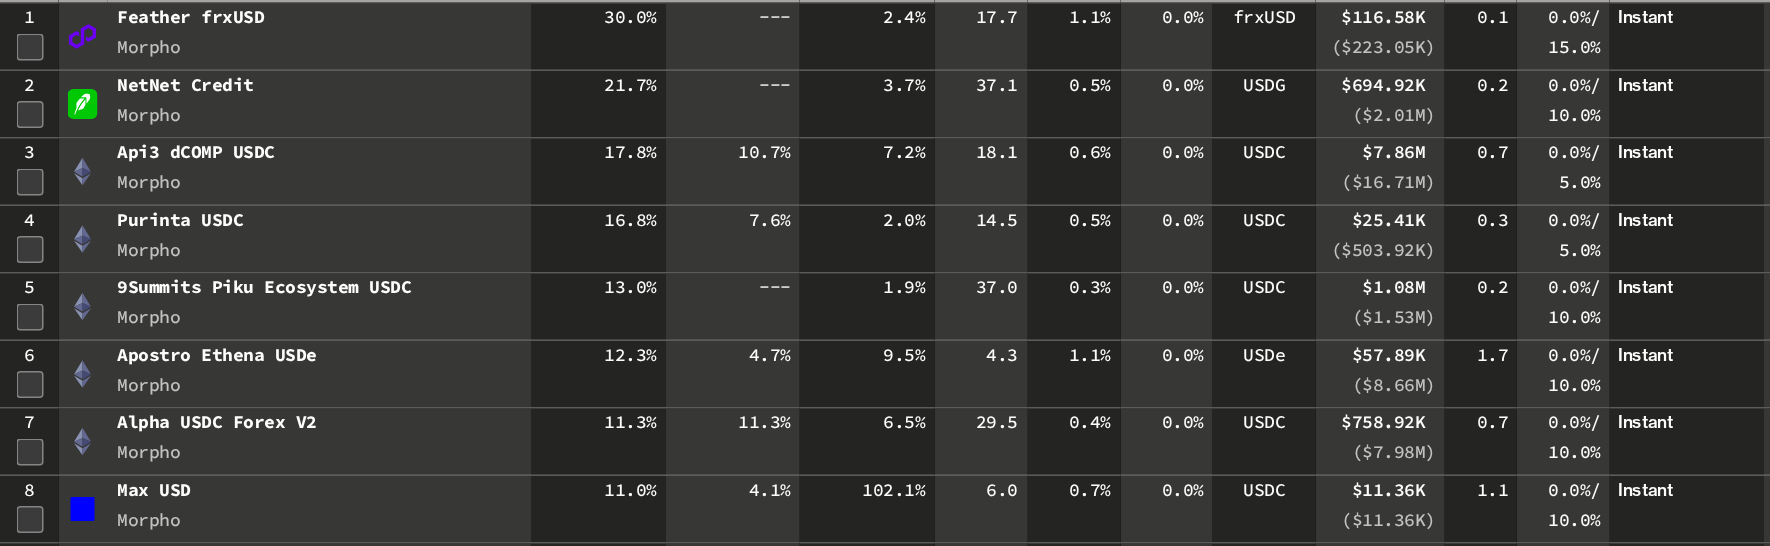 1 Feather frxUSD 30.0% --- 2.4% 17.7 1.1% 0.0% frxUSD $116.58K 0.1 0.0%/ Instant
Morpho ($223.05K) 15.0%
2 NetNet Credit 21.7% --- 3.7% 37.1 0.5% 0.0% USDG $694.92K 0.2 0.0%/ Instant
Morpho ($2.01M) 10.0%
3 Api3 dCOMP USDC 17.8% 10.7% 7.2% 18.1 0.6% 0.0% USDC $7.86M 0.7 0.0%/ Instant
Morpho ($16.71M) 5.0%
4 Purinta USDC 16.8% 7.6% 2.0% 14.5 0.5% 0.0% USDC $25.41K 0.3 0.0%/ Instant
Morpho ($503.92K) 5.0%
5 9Summits Piku Ecosystem USDC 13.0% --- 1.9% 37.0 0.3% 0.0% USDC $1.08M 0.2 0.0%/ Instant
Morpho ($1.53M) 10.0%
6 Apostro Ethena USDe 12.3% 4.7% 9.5% 4.3 1.1% 0.0% USDe $57.89K 1.7 0.0%/ Instant
Morpho ($8.66M) 10.0%
7 Alpha USDC Forex V2 11.3% 11.3% 6.5% 29.5 0.4% 0.0% USDC $758.92K 0.7 0.0%/ Instant
Morpho ($7.98M) 10.0%
8 Max USD 11.0% 4.1% 102.1% 6.0 0.7% 0.0% USDC $11.36K 1.1 0.0%/ Instant
Morpho ($11.36K) 10.0%